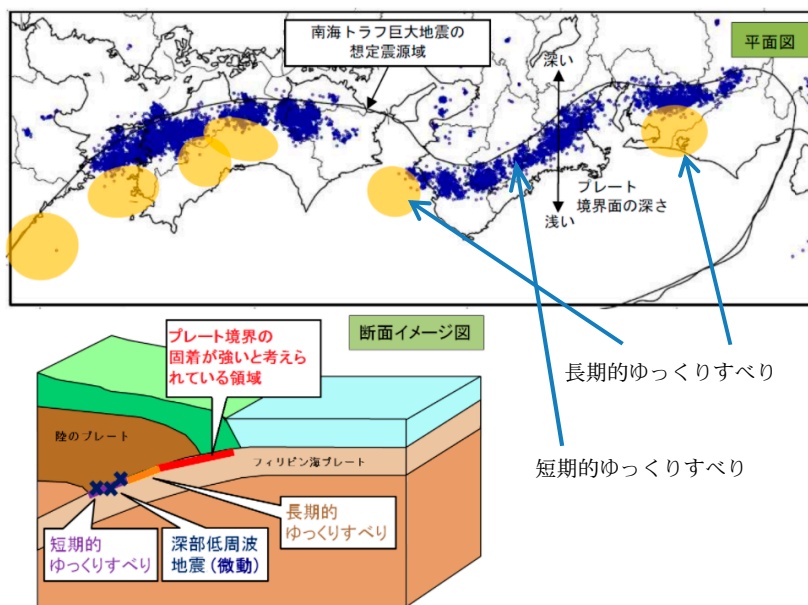 南海トラフ巨大地震の
想定震源域
平面図
深い
プレート
境界面の深さ
浅い
断面イメージ図
プレート境界の
固着が強いと考えら
れている領域
長期的ゆっくりすべり
陸のプレート
短期的ゆっくりすべり
フィリピン海プレート
長期的
ゆっくりすべり
短期的
ゆっくりすべり
深部低周波
地震(微動)